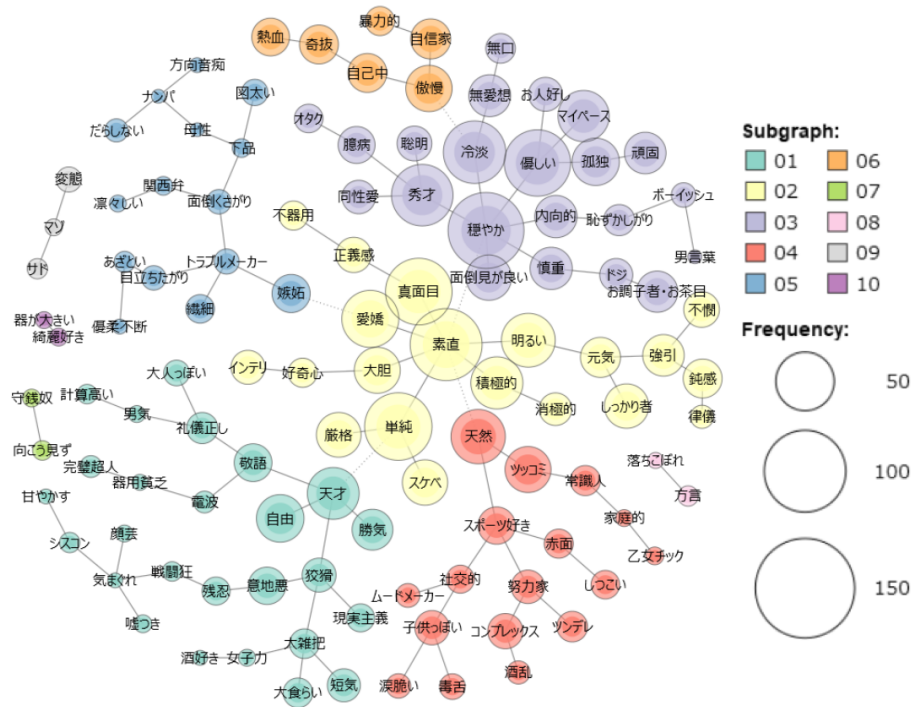 暴力的
熱血
奇抜
自信家
無口
自己中
傲慢
方向音痴
ナンパ
図太い
無愛想
お人好し
マイペース
だらしない
母性
下品
オタク
臆病
聡明
冷淡
優しい
孤独
頑固
変態
凛々しい
関西弁
面倒くさがり
同性愛
秀才
穏やか
内向的
恥ずかしがり
ボーイッシュ
男言葉
マゾ
サド
不器用
正義感
あざとい
目立ちたがり
トラブルメーカー
面倒見が良い
慎重
ドジ
お調子者・お茶目
繊細
嫉妬
真面目
愛嬌
優柔不断
器が大きい
綺麗好き
素直
明るい
元気
強引
不憫
インテリ
好奇心
大胆
積極的
消極的
しっかり者
鈍感
律儀
大人っぽい
計算高い
守銭奴
男気
礼儀正し
厳格
単純
天然
向こう見ず
完璧超人
器用貧乏
敬語
電波
スケベ
ツッコミ
常識人
落ちこぼれ
方言
甘やかす
天才
自由
勝気
家庭的
乙女チック
シスコン
顔芸
スポーツ好き
赤面
気まぐれ
戦闘狂
残忍
意地悪
狡猾
社交的
ムードメーカー
努力家
しつこい
嘘つき
現実主義
子供っぽい
コンプレックス
ツンデレ
酒好き
女子力
大雑把
大食らい
短気
涙脆い
毒舌
酒乱
Subgraph:
01
06
02
07
03
08
04
09
05
10
Frequency:
50
100
150